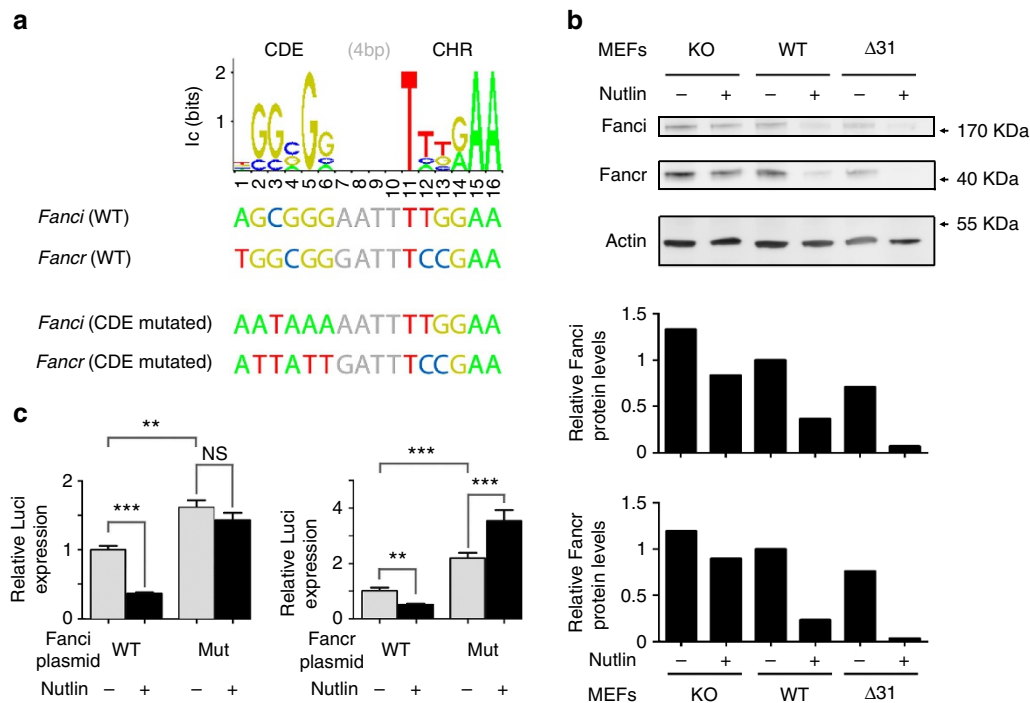 a
CDE (4bp) CHR
Ic (bits)
2
1
1 2 3 4 5 6 7 8 9 10 11 12 13 14 15 16
Fanci (WT) AGCGGGAATTTTGGAA
Fancr (WT) TGGCGGGATTTCCGAA
Fanci (CDE mutated) AATAAAAATTTTGGAA
Fancr (CDE mutated) ATTATTGATTTCCGAA
b
MEFs KO WT Δ31
Nutlin – + – + – +
Fanci 170 KDa
Fancr 40 KDa
55 KDa
Actin
Relative Fanci protein levels
1.5
1
0.5
0
Relative Fancr protein levels
1.5
1
0.5
0
Nutlin – + – + – +
MEFs KO WT Δ31
c
Relative Luci expression
2
1
0
**
NS
***
Fanci plasmid WT Mut
Nutlin – + – +
Relative Luci expression
6
4
2
0
***
***
**
Fancr plasmid WT Mut
Nutlin – + – +